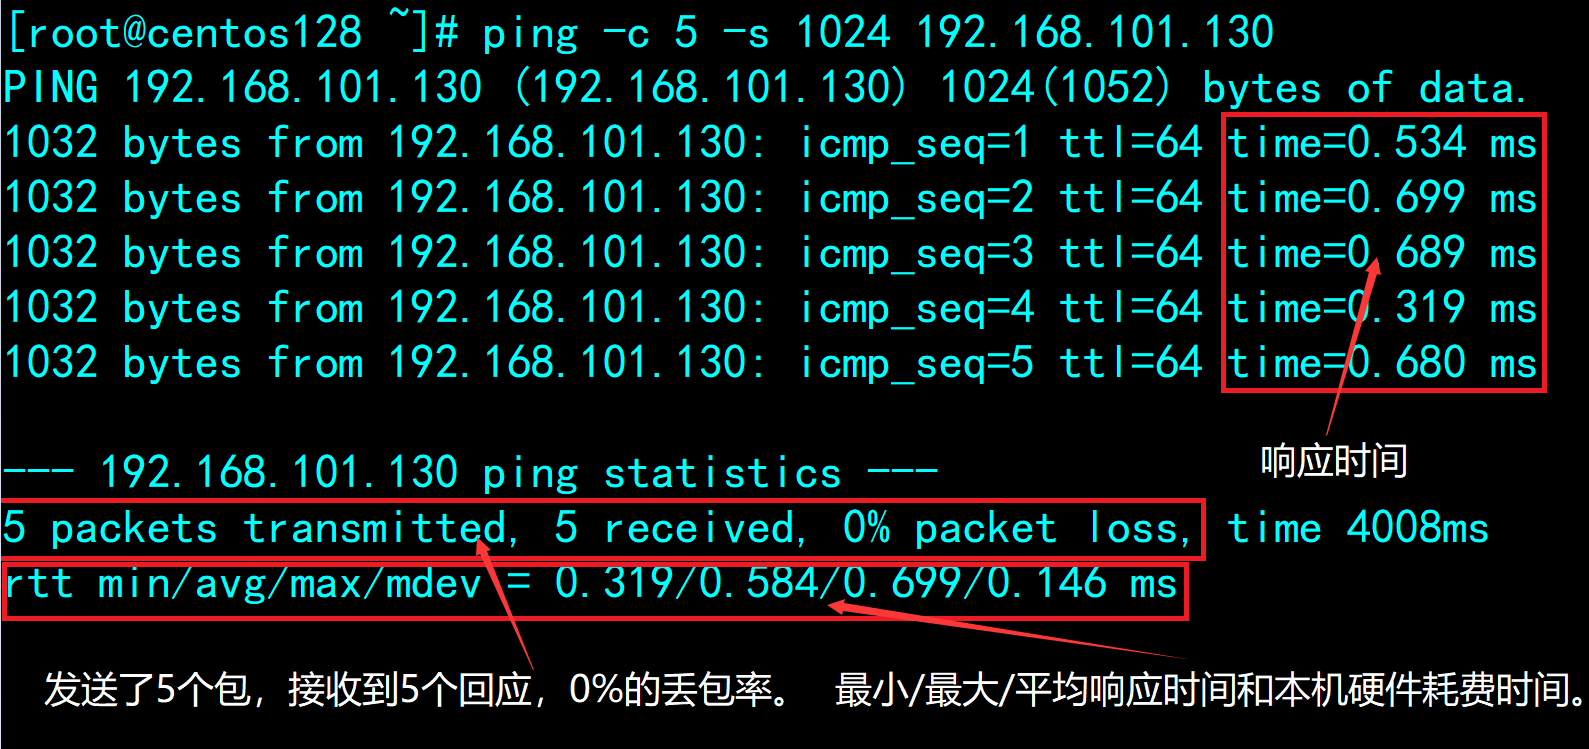 [root@centos128 ~]# ping -c 5 -s 1024 192.168.101.130
PING 192.168.101.130 (192.168.101.130) 1024(1052) bytes of data.
1032 bytes from 192.168.101.130: icmp_seq=1 ttl=64 time=0.534 ms
1032 bytes from 192.168.101.130: icmp_seq=2 ttl=64 time=0.699 ms
1032 bytes from 192.168.101.130: icmp_seq=3 ttl=64 time=0.689 ms
1032 bytes from 192.168.101.130: icmp_seq=4 ttl=64 time=0.319 ms
1032 bytes from 192.168.101.130: icmp_seq=5 ttl=64 time=0.680 ms
响应时间
--- 192.168.101.130 ping statistics ---
5 packets transmitted, 5 received, 0% packet loss, time 4008ms
rtt min/avg/max/mdev = 0.319/0.584/0.699/0.146 ms
发送了5个包，接收到5个回应，0%的丢包率。
最小/最大/平均响应时间和本机硬件耗费时间。